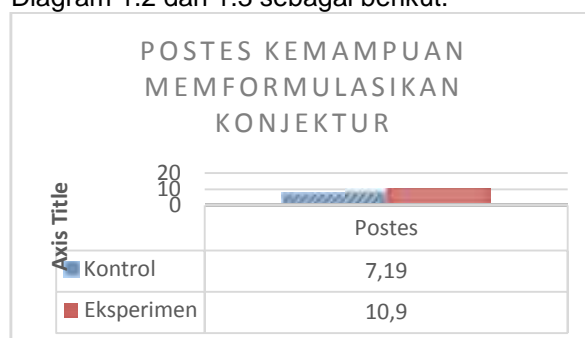 Diagram 1.2 dan 1.3 sebagai berikut:
POSTES KEMAMPUAN
MEMFORMULASIKAN
KONJEKTUR
Axis Title
20
10
0
Postes
Kontrol 7,19
Eksperimen 10,9